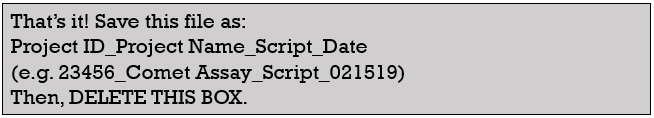 That’s it! Save this file as:
Project ID_Project Name_Script_Date
(e.g. 23456_Comet Assay_Script_021519)
Then, DELETE THIS BOX.